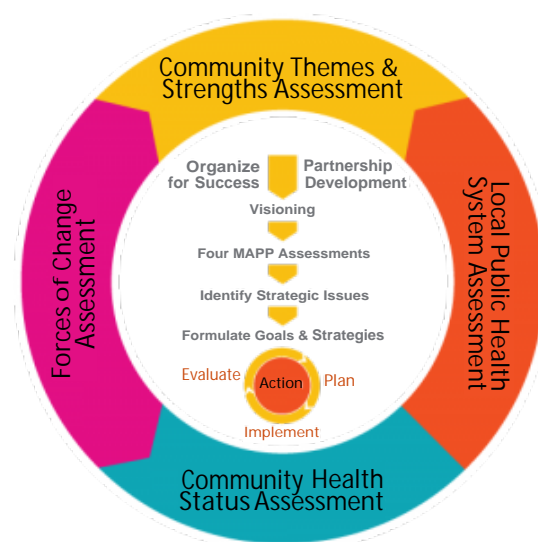 Community Themes &
Strengths Assessment
Organize
for Success
Partnership
Development
Visioning
Four MAPP Assessments
Identify Strategic Issues
Formulate Goals & Strategies
Evaluate
Action
Plan
Implement
Forces of Change
Assessment
Local Public Health
System Assessment
Community Health
Status Assessment